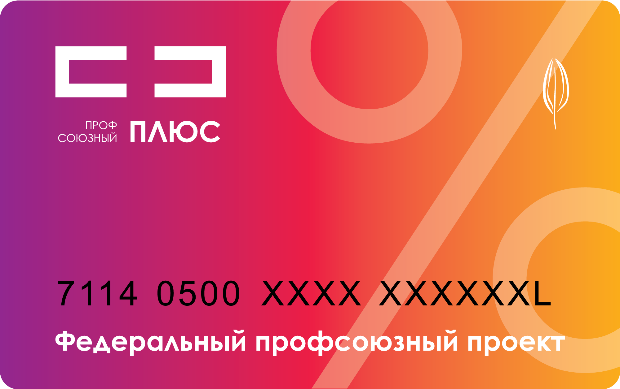 ПРОФ
СОЮЗНЫЙ ПЛЮС
%
7114 0500 XXXX XXXXXXL
Федеральный профсоюзный проект